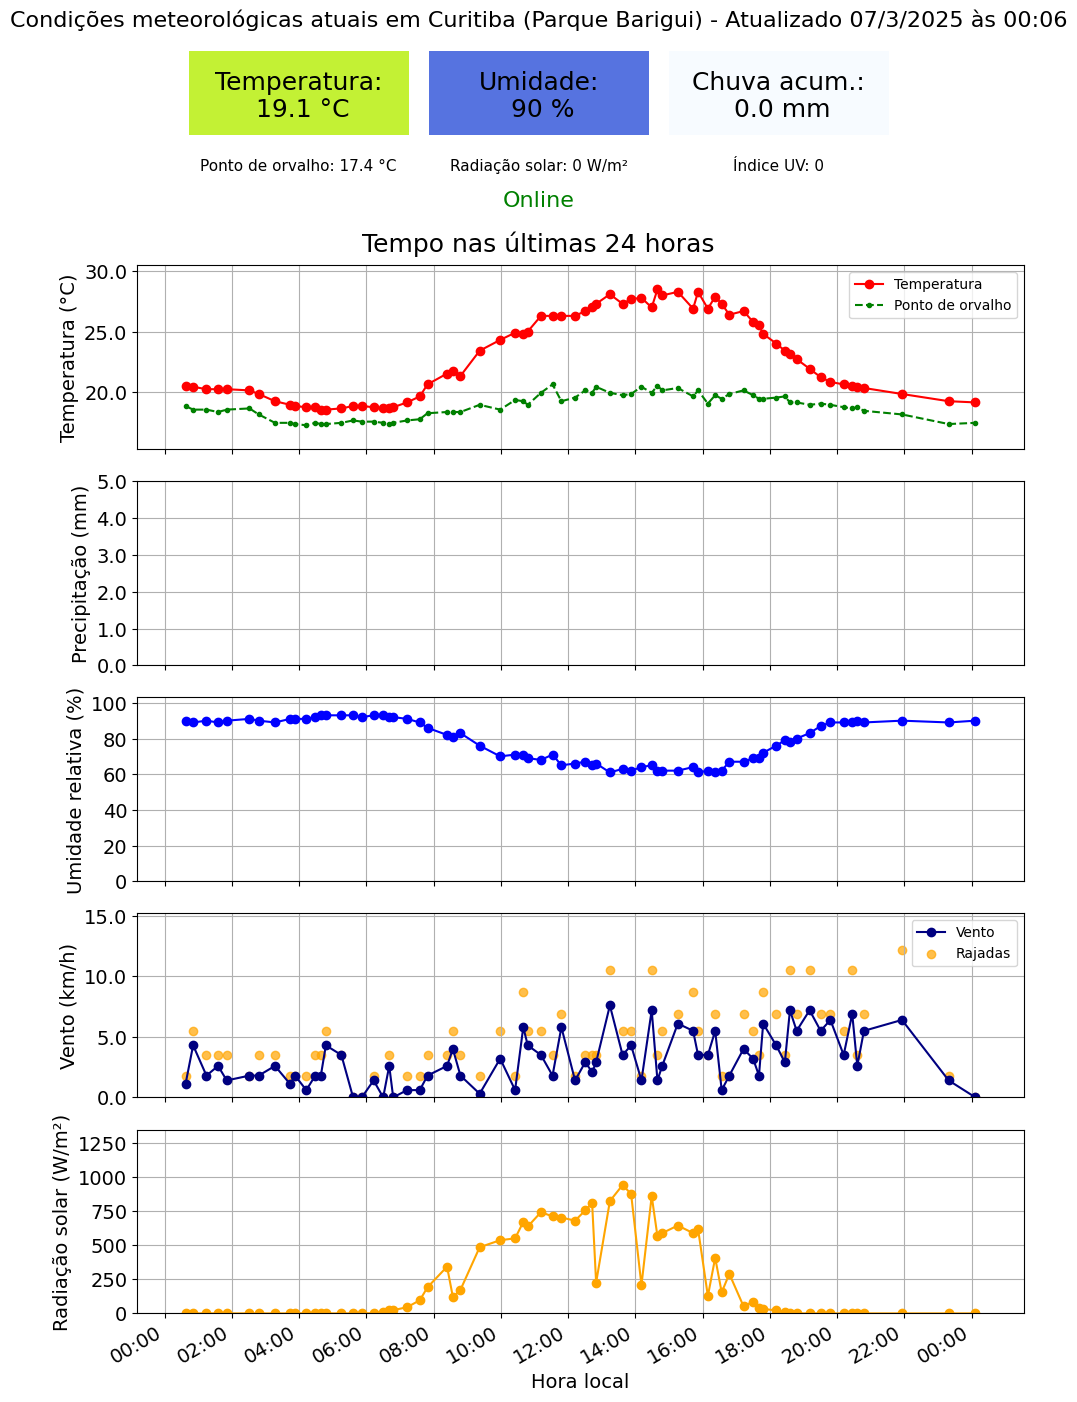 Condições meteorológicas atuais em Curitiba (Parque Barigui) - Atualizado 07/3/2025 às 00:06
Temperatura:
19.1 °C
Umidade:
90 %
Chuva acum.:
0.0 mm
Ponto de orvalho: 17.4 °C
Radiação solar: 0 W/m²
Índice UV: 0
Online
Tempo nas últimas 24 horas
Temperatura (°C)
30.0
25.0
20.0
Temperatura
Ponto de orvalho
Precipitação (mm)
5.0
4.0
3.0
2.0
1.0
0.0
Umidade relativa (%)
100
80
60
40
20
0
Vento (km/h)
15.0
10.0
5.0
0.0
Vento
Rajadas
Radiação solar (W/m²)
1250
1000
750
500
250
0
00:00
02:00
04:00
06:00
08:00
10:00
12:00
14:00
16:00
18:00
20:00
22:00
00:00
Hora local